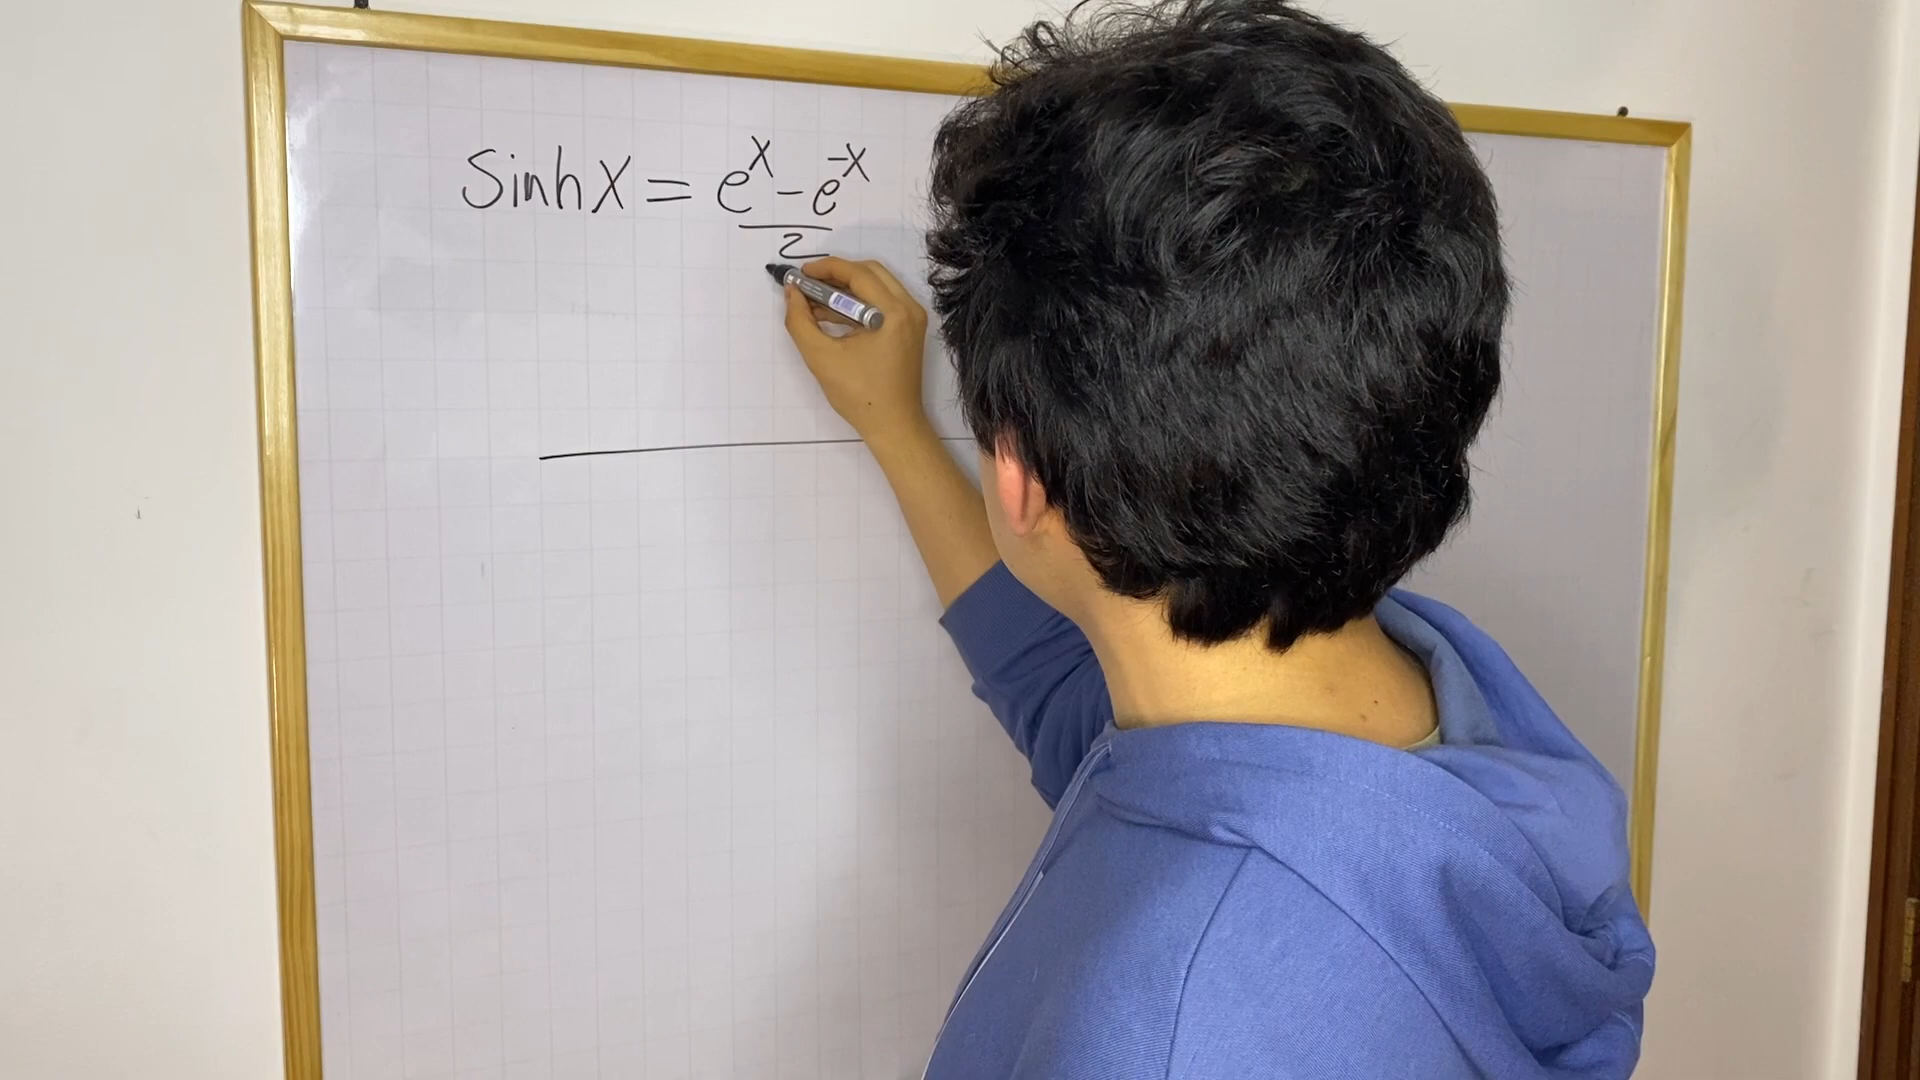 Sinh X = e^X - e^-X
2